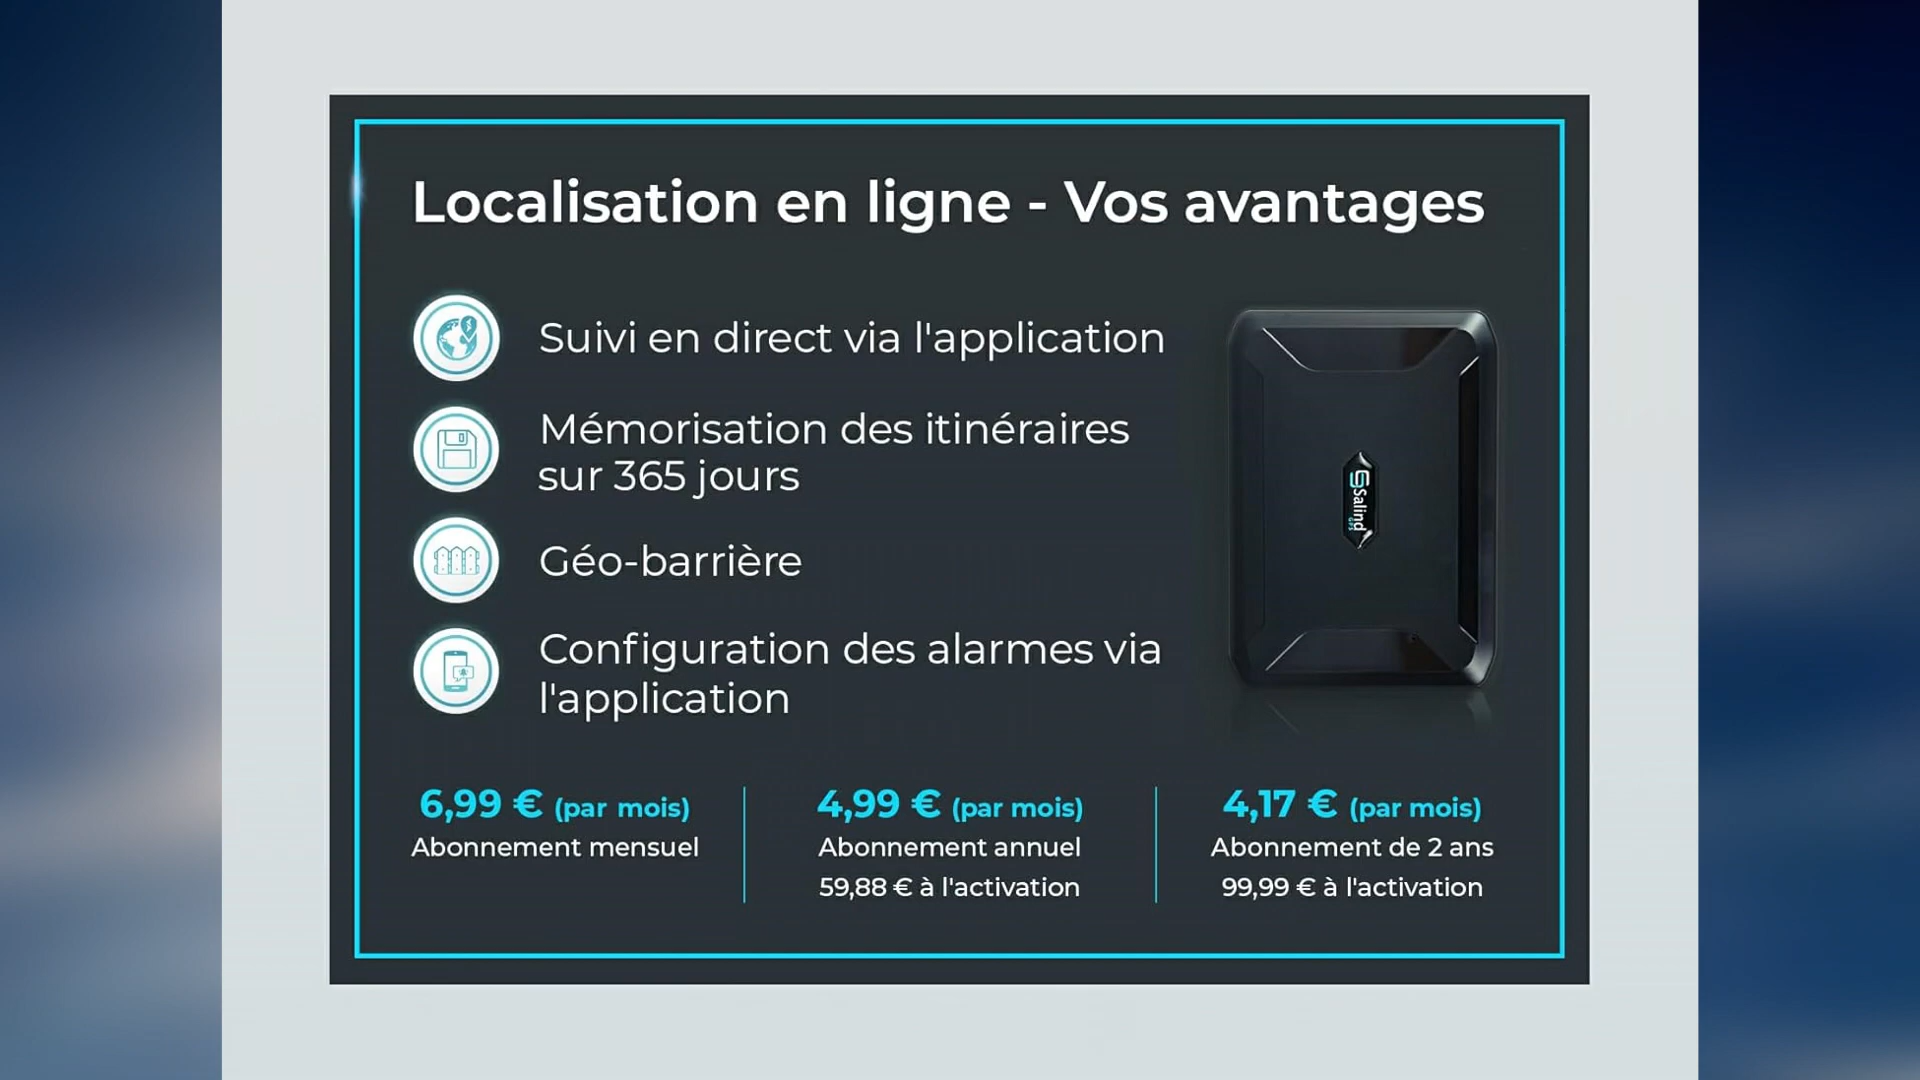 Localisation en ligne - Vos avantages
Suivi en direct via l'application
Mémorisation des itinéraires
sur 365 jours
Géo-barrière
Configuration des alarmes via
l'application
Salind
GPS
6,99 € (par mois)
Abonnement mensuel
4,99 € (par mois)
Abonnement annuel
59,88 € à l'activation
4,17 € (par mois)
Abonnement de 2 ans
99,99 € à l'activation